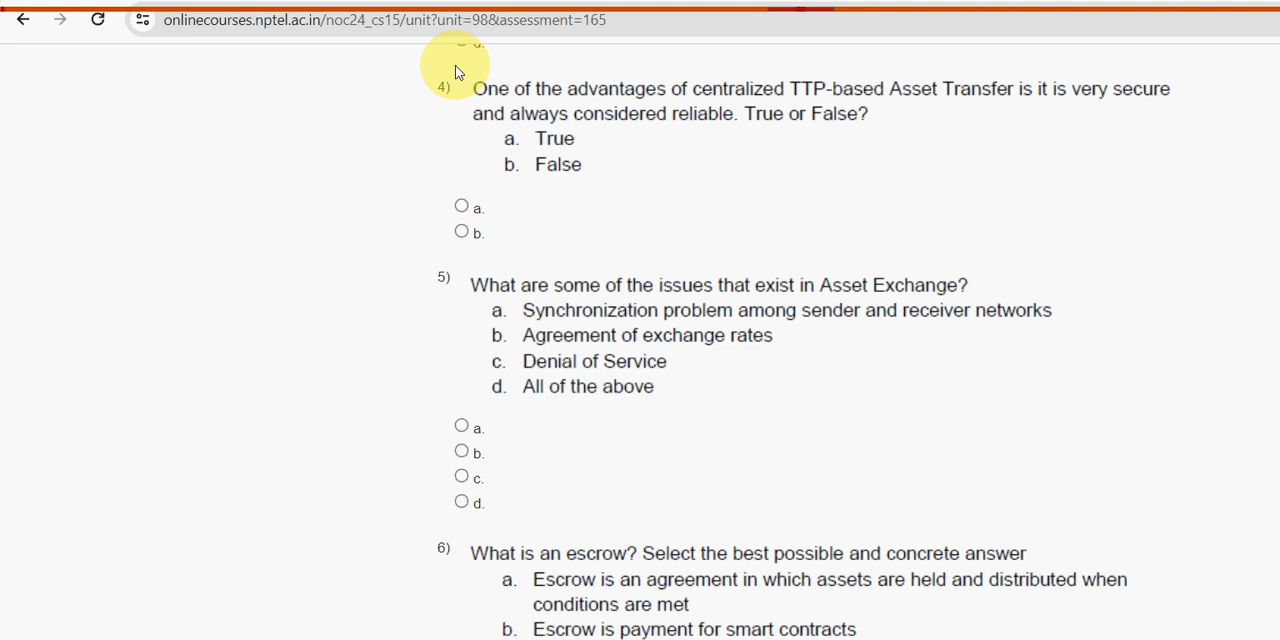 onlinecourses.nptel.ac.in/noc24_cs15/unit?unit=98&assessment=165
4) One of the advantages of centralized TTP-based Asset Transfer is it is very secure
and always considered reliable. True or False?
a. True
b. False
a.
b.
5) What are some of the issues that exist in Asset Exchange?
a. Synchronization problem among sender and receiver networks
b. Agreement of exchange rates
c. Denial of Service
d. All of the above
a.
b.
c.
d.
6) What is an escrow? Select the best possible and concrete answer
a. Escrow is an agreement in which assets are held and distributed when
conditions are met
b. Escrow is payment for smart contracts